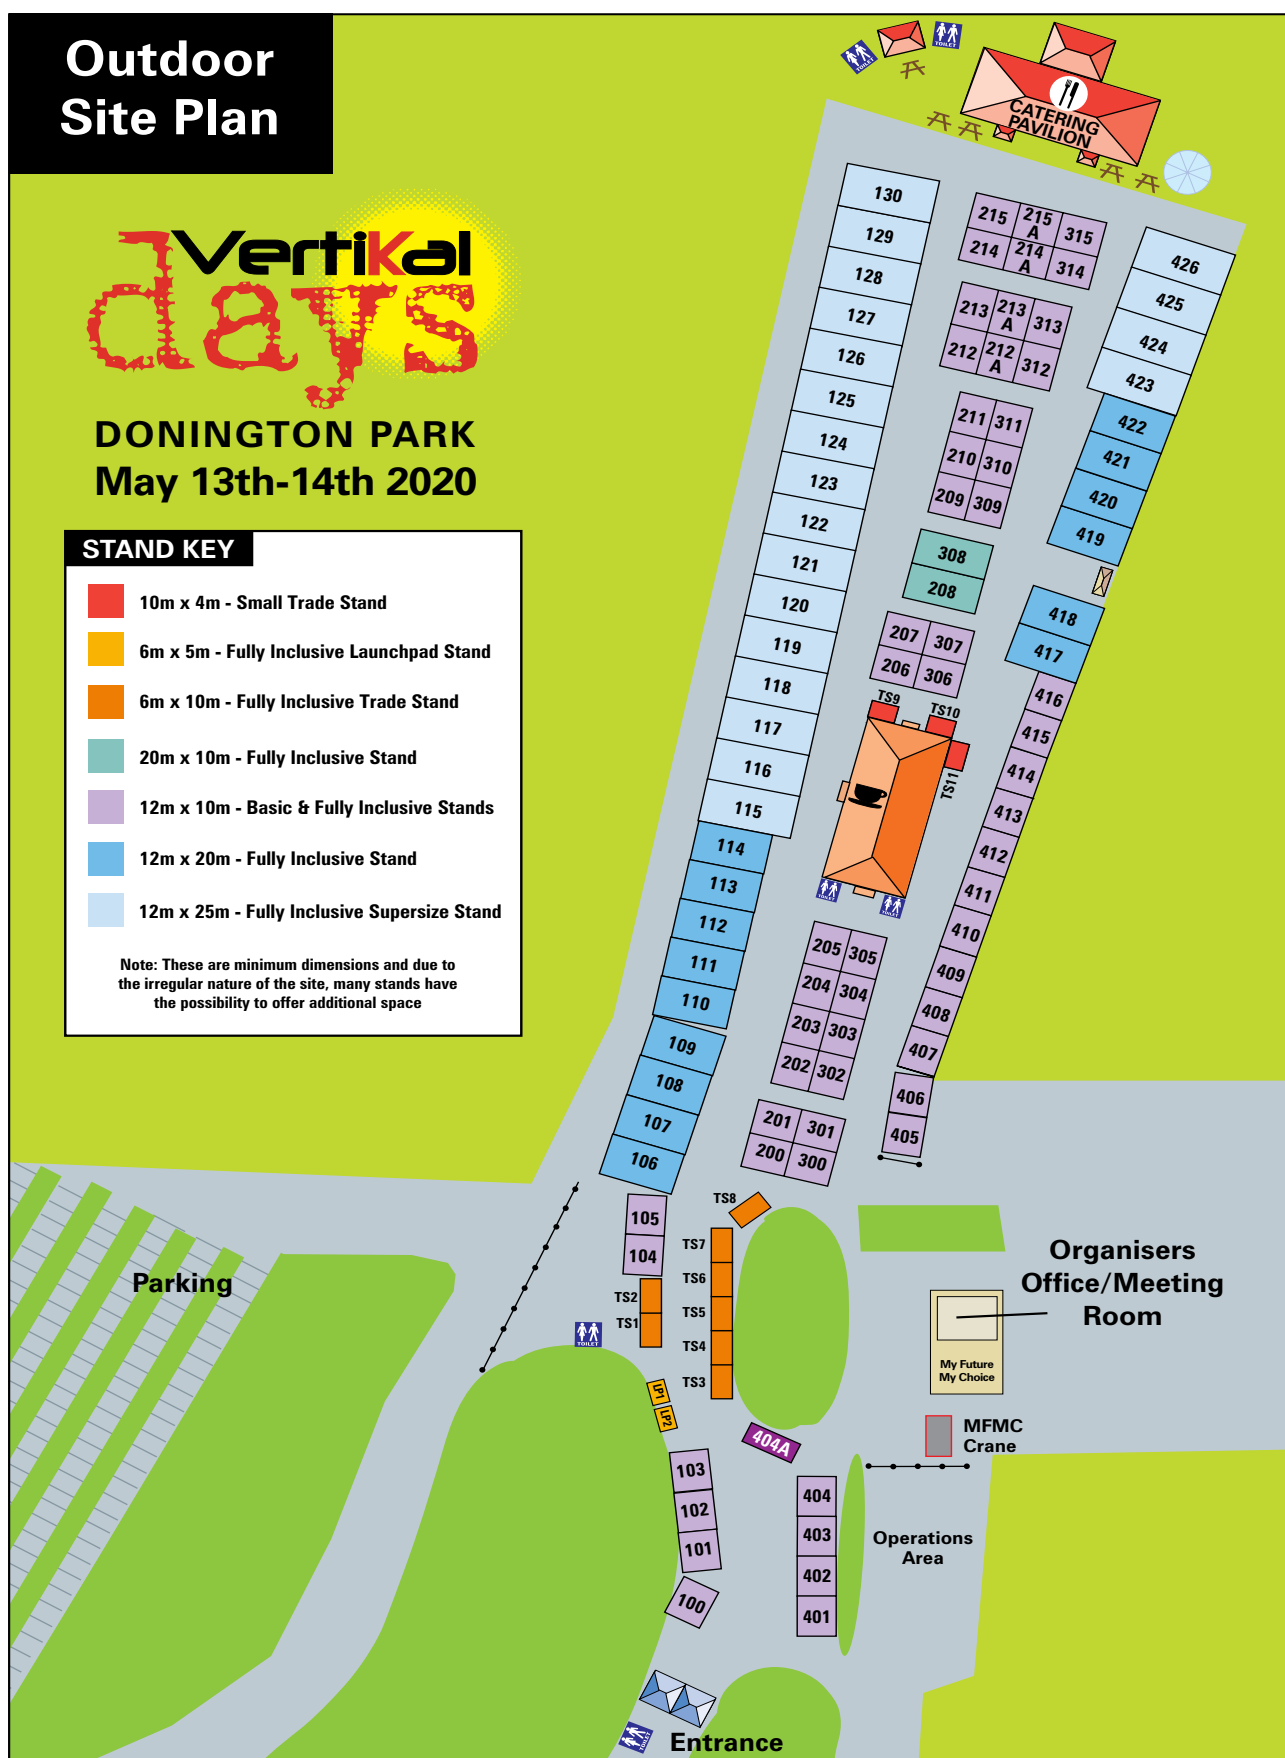 Outdoor
Site Plan
Vertikal
days
DONINGTON PARK
May 13th-14th 2020
STAND KEY
10m x 4m - Small Trade Stand
6m x 5m - Fully Inclusive Launchpad Stand
6m x 10m - Fully Inclusive Trade Stand
20m x 10m - Fully Inclusive Stand
12m x 10m - Basic & Fully Inclusive Stands
12m x 20m - Fully Inclusive Stand
12m x 25m - Fully Inclusive Supersize Stand
Note: These are minimum dimensions and due to
the irregular nature of the site, many stands have
the possibility to offer additional space
TOILET
TOILET
CATERING
PAVILION
130
129
128
127
126
125
124
123
122
121
120
119
118
117
116
115
114
113
112
111
110
109
108
107
106
105
104
215
215
A
315
214
214
A
314
213
213
A
313
212
212
A
312
211
311
210
310
209
309
308
208
207
307
206
306
TS9
TS10
TS11
TOILET
TOILET
205
305
204
304
203
303
202
302
201
301
200
300
426
425
424
423
422
421
420
419
418
417
416
415
414
413
412
411
410
409
408
407
406
405
TS8
TS7
TS6
TS5
TS4
TS3
TS2
TS1
TOILET
LP1
LP2
404A
103
102
101
100
404
403
402
401
Parking
Organisers
Office/Meeting
Room
My Future
My Choice
MFMC
Crane
Operations
Area
TOILET
Entrance